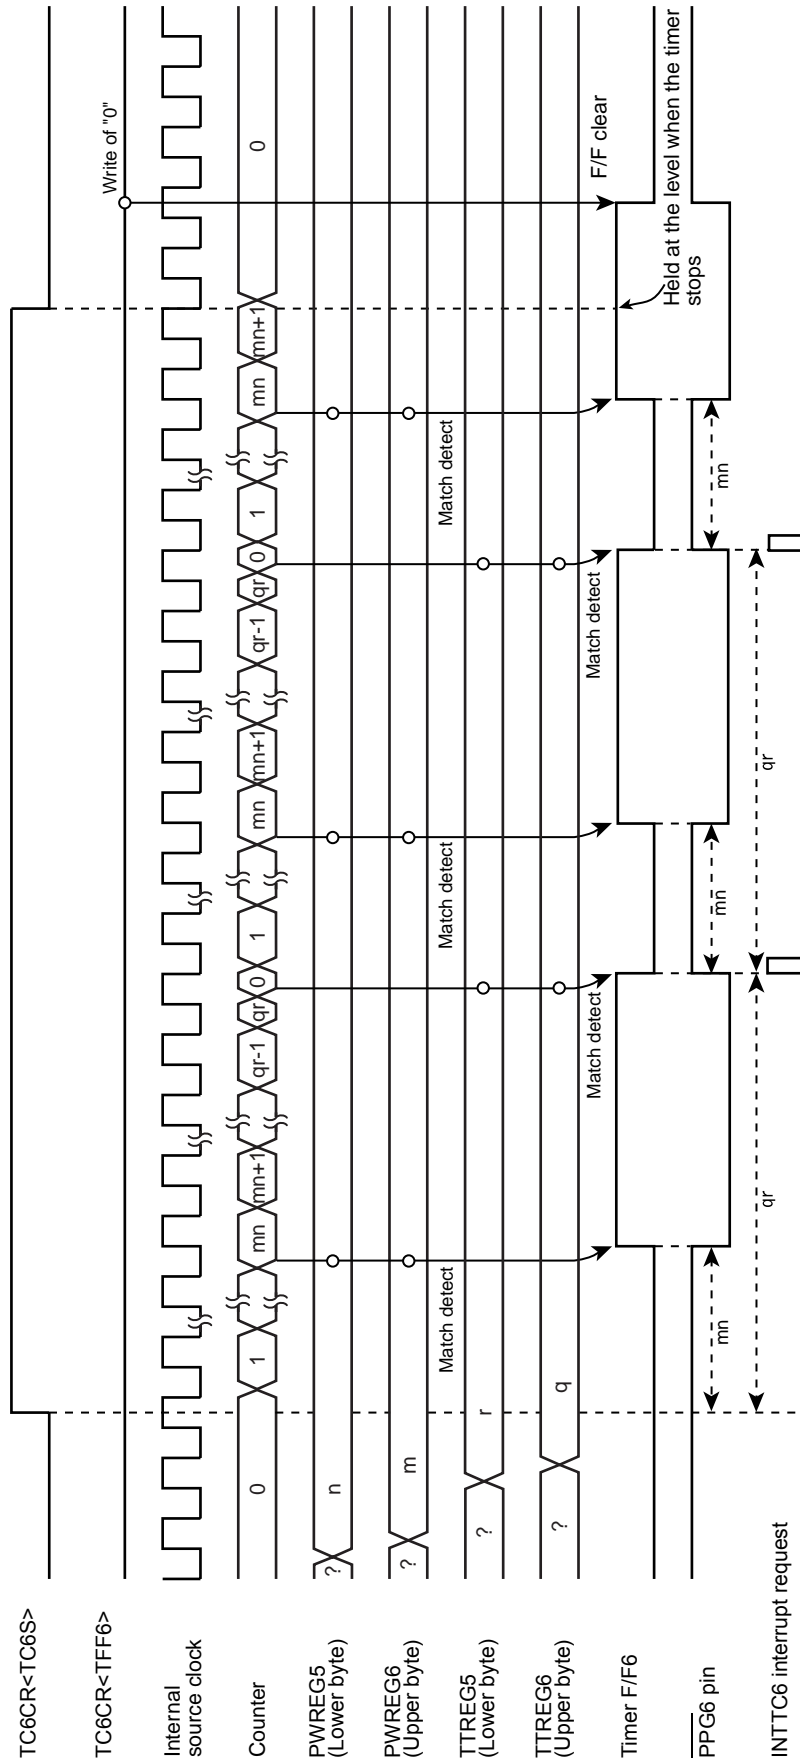 TC6CR<TC6S>
TC6CR<TFF6>
Write of "0"
Internal
source clock
Counter
0
1
mn
mn+1
qr-1
qr
0
1
mn
mn+1
qr-1
qr
0
1
mn
mn+1
0
PWREG5
(Lower byte)
?
n
PWREG6
(Upper byte)
?
m
Match detect
Match detect
Match detect
TTREG5
(Lower byte)
?
r
TTREG6
(Upper byte)
?
q
Match detect
Match detect
F/F clear
Timer F/F6
Held at the level when the timer
stops
PPG6 pin
mn
mn
mn
qr
qr
INTTC6 interrupt request